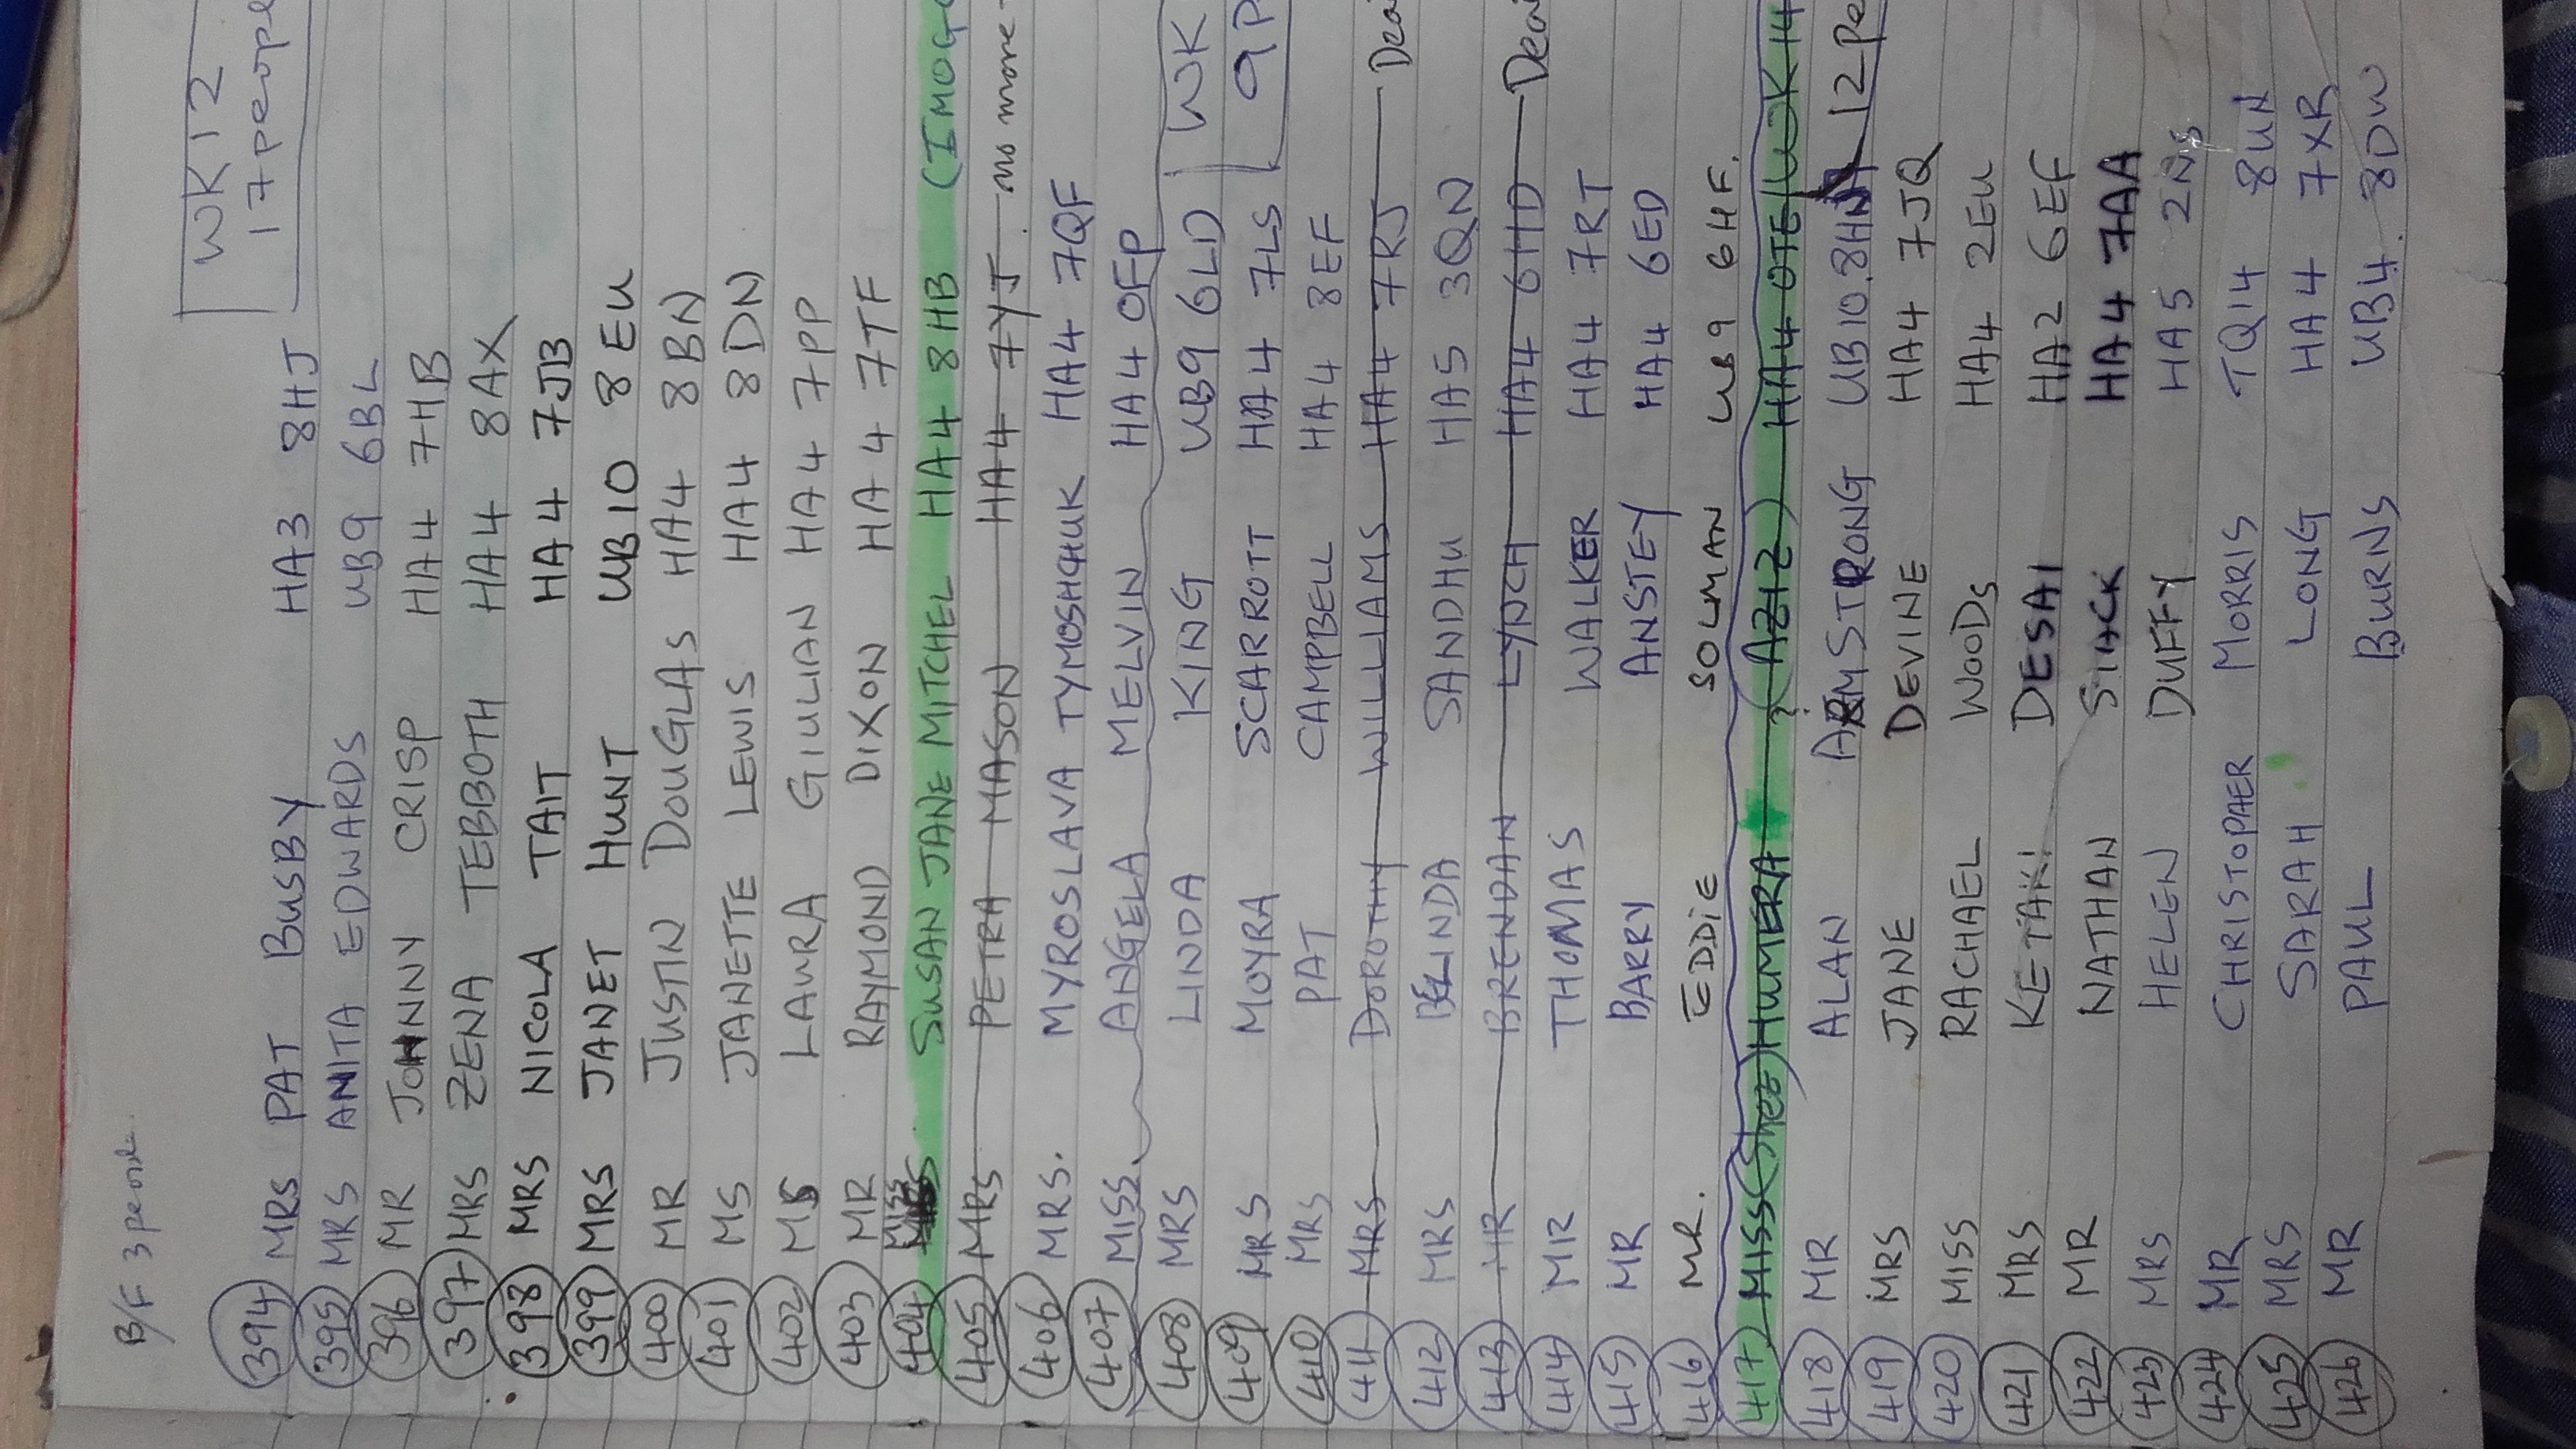 B/F 3 people
WK 12
17 people
394 MRS PAT BUSBY HA3 8HJ
395 MRS ANITA EDWARDS UB9 6BL
396 MR JOHNNY CRISP HA4 7HB
397 MRS ZENA TEBBOTH HA4 8AX
398 MRS NICOLA TAIT HA4 7JB
399 MRS JANET HUNT UB10 8EU
400 MR JUSTIN DOUGLAS HA4 8BN
401 MS JANETTE LEWIS HA4 8DN
402 MS LAURA GIULIAN HA4 7PP
403 MR RAYMOND DIXON HA4 7TF
404 MISS SUSAN JANE MITCHEL HA4 8HB (IMOG
405 MRS PETRA MASON HA4 7YJ. no more
406 MRS. MYROSLAVA TYMOSHCHUK HA4 7QF
407 MISS. ANGELA MELVIN HA4 0FP
408 MRS LINDA KING UB9 6LD WK
409 MRS MOYRA SCARROTT HA4 7LS 9P
410 MRS PAT CAMPBELL HA4 8EF
411 MRS DOROTHY WILLIAMS HA4 7RJ Dea
412 MRS BELINDA SANDHU HA5 3QN
413 MR BRENDAN LYNCH HA4 6HD Dea
414 MR THOMAS WALKER HA4 7RT
415 MR BARRY ANSTEY HA4 6ED
416 MR. EDDIE SOLMAN UB9 6HF.
417 MISS (Shez) HUMERA ? (AZIZ) HA4 0TE WK 14
418 MR ALAN ARMSTRONG UB10.8HN 12 Pe
419 MRS JANE DEVINE HA4 7JQ
420 MISS RACHAEL WOODS HA4 2EU
421 MRS KETAKI DESAI HA2 6EF
422 MR NATHAN STACK HA4 7AA
423 MRS HELEN DUFFY HA5 2NS
424 MR CHRISTOPAER MORRIS TQ14 8UN
425 MRS SARAH LONG HA4 7XR
426 MR PAUL BURNS UB4. 8DW